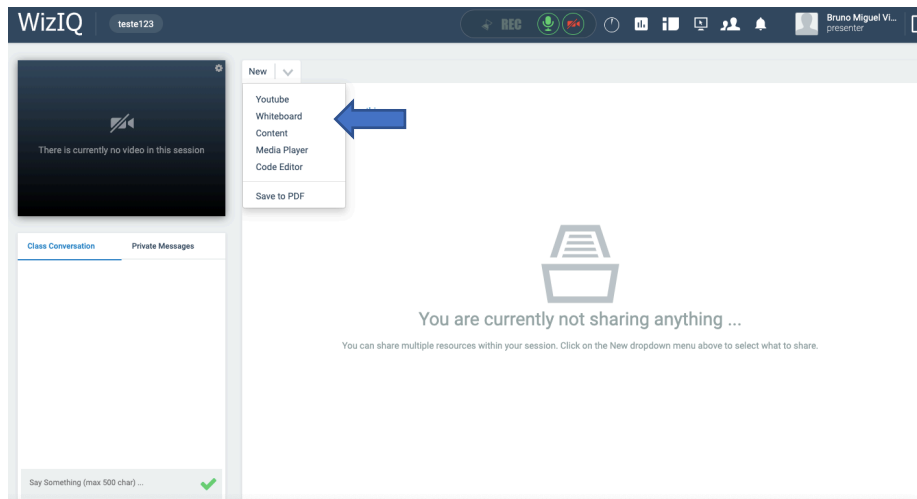 WizIQ
teste123
REC
Bruno Miguel Vi...
presenter
There is currently no video in this session
New
Youtube
Whiteboard
Content
Media Player
Code Editor
Save to PDF
Class Conversation
Private Messages
You are currently not sharing anything ...
You can share multiple resources within your session. Click on the New dropdown menu above to select what to share.
Say Something (max 500 char) ...